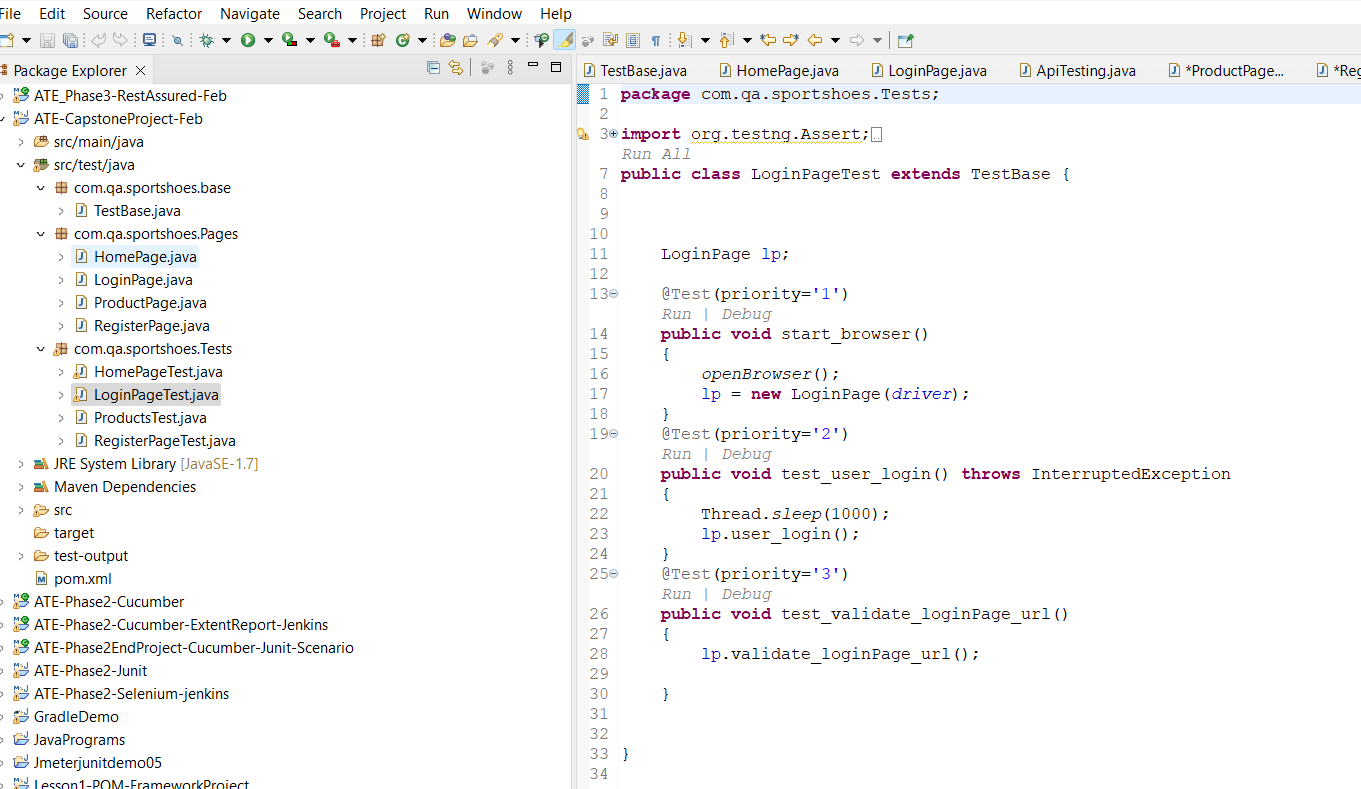 File Edit Source Refactor Navigate Search Project Run Window Help
Package Explorer
ATE_Phase3-RestAssured-Feb
ATE-CapstoneProject-Feb
src/main/java
src/test/java
com.qa.sportshoes.base
TestBase.java
com.qa.sportshoes.Pages
HomePage.java
LoginPage.java
ProductPage.java
RegisterPage.java
com.qa.sportshoes.Tests
HomePageTest.java
LoginPageTest.java
ProductsTest.java
RegisterPageTest.java
JRE System Library [JavaSE-1.7]
Maven Dependencies
src
target
test-output
pom.xml
ATE-Phase2-Cucumber
ATE-Phase2-Cucumber-ExtentReport-Jenkins
ATE-Phase2EndProject-Cucumber-Junit-Scenario
ATE-Phase2-Junit
ATE-Phase2-Selenium-jenkins
GradleDemo
JavaPrograms
Jmeterjunitdemo05
Lesson1-POM-FrameworkProject
TestBase.java HomePage.java LoginPage.java ApiTesting.java *ProductPage... *Reg
1 package com.qa.sportshoes.Tests;
2
3 import org.testng.Assert;
Run All
7 public class LoginPageTest extends TestBase {
8
9
10
11 LoginPage lp;
12
13 @Test(priority='1')
Run | Debug
14 public void start_browser()
15 {
16 openBrowser();
17 lp = new LoginPage(driver);
18 }
19 @Test(priority='2')
Run | Debug
20 public void test_user_login() throws InterruptedException
21 {
22 Thread.sleep(1000);
23 lp.user_login();
24 }
25 @Test(priority='3')
Run | Debug
26 public void test_validate_loginPage_url()
27 {
28 lp.validate_loginPage_url();
29
30 }
31
32
33 }
34